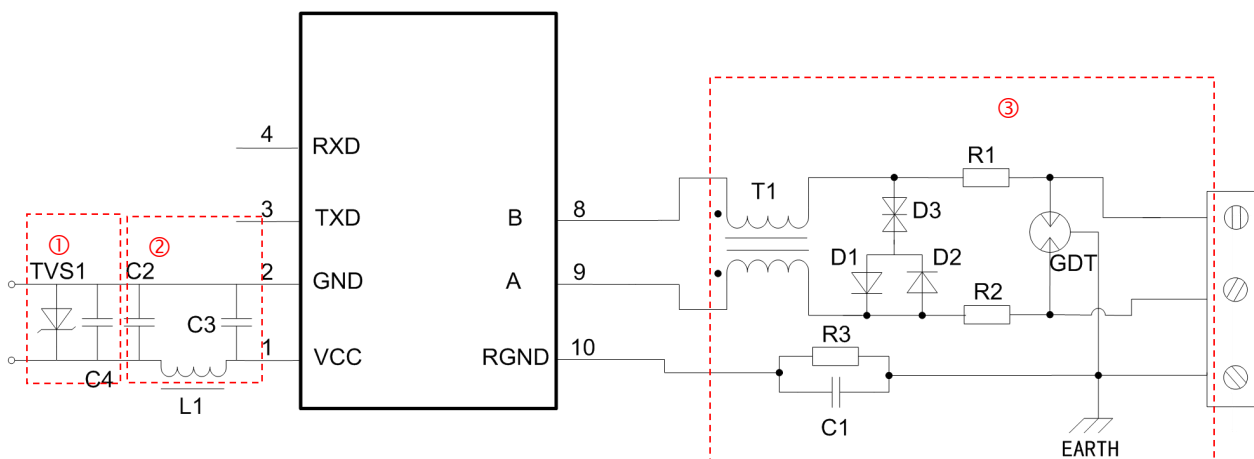 ③
R1
4
RXD
T1
D3
TXD
3
B
8
①
②
TVS1
C2
2
GND
A
9
D1
D2
GDT
R2
C3
1
VCC
RGND
10
R3
C4
L1
C1
EARTH